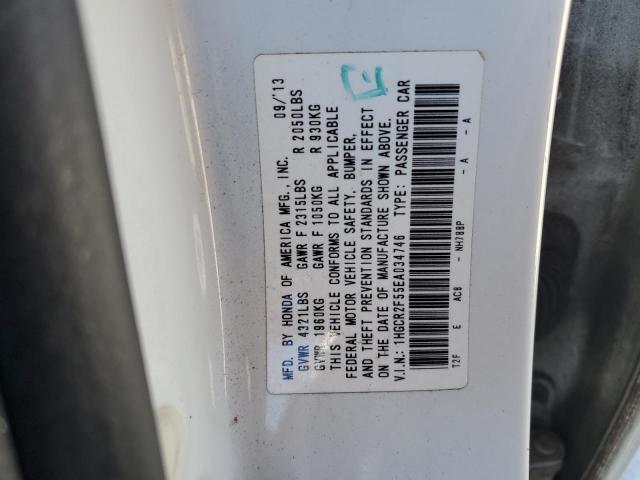 MFD. BY HONDA OF AMERICA MFG., INC. 09/'13
GVWR 4321LBS GAWR F 2315LBS R 2050LBS
GVWR 1960KG GAWR F 1050KG R 930KG
THIS VEHICLE CONFORMS TO ALL APPLICABLE
FEDERAL MOTOR VEHICLE SAFETY, BUMPER,
AND THEFT PREVENTION STANDARDS IN EFFECT
ON THE DATE OF MANUFACTURE SHOWN ABOVE.
V.I.N.: 1HGCR2F55EA034746 TYPE: PASSENGER CAR
T2F E ACB - NH788P - A - A